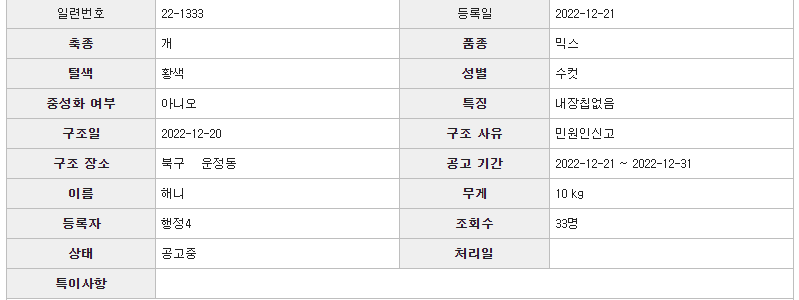 일련번호 22-1333 등록일 2022-12-21
축종 개 품종 믹스
털색 황색 성별 수컷
중성화 여부 아니오 특징 내장칩없음
구조일 2022-12-20 구조 사유 민원인신고
구조 장소 북구 운정동 공고 기간 2022-12-21 ~ 2022-12-31
이름 해니 무게 10 kg
등록자 행정4 조회수 33명
상태 공고중 처리일
특이사항